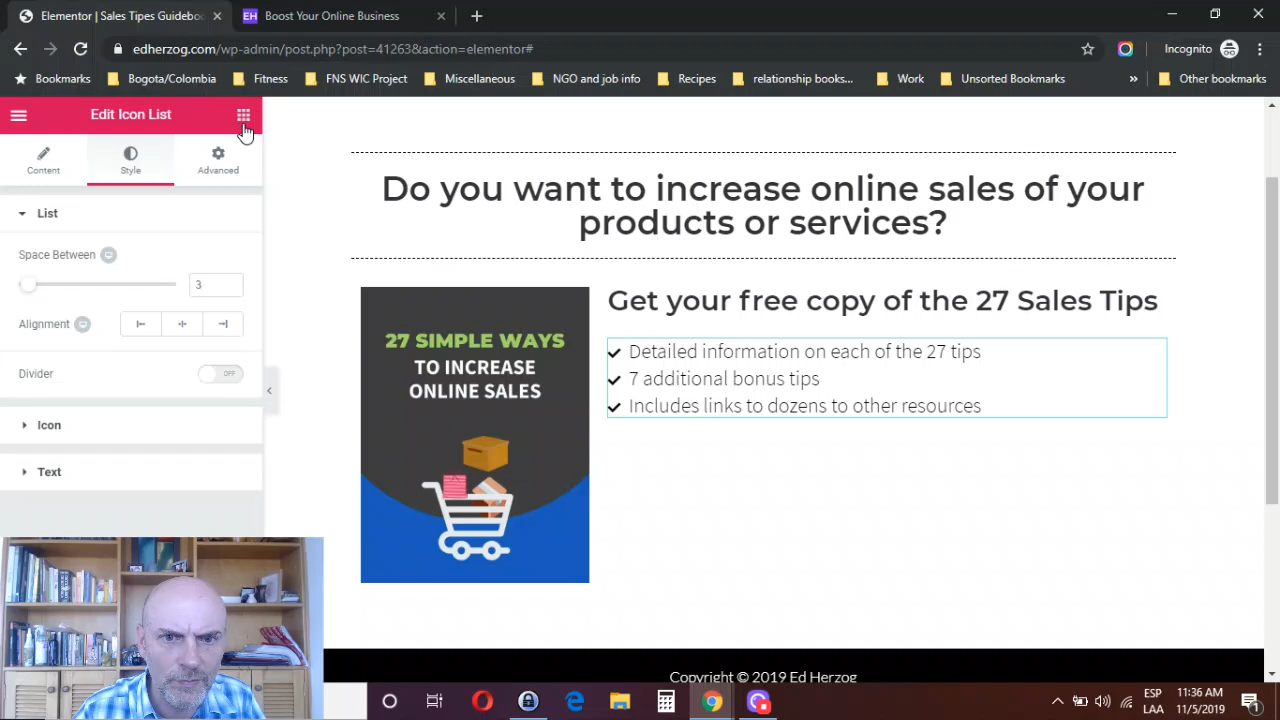 Elementor | Sales Tips Guidebo
Boost Your Online Business
edherzog.com/wp-admin/post.php?post=41263&action=elementor#
Incognito
Bookmarks
Bogota/Colombia
Fitness
FNS WIC Project
Miscellaneous
NGO and job info
Recipes
relationship books...
Work
Unsorted Bookmarks
»
Other bookmarks
Edit Icon List
Content
Style
Advanced
List
Space Between
3
Alignment
Divider
OFF
Icon
Text
Do you want to increase online sales of your
products or services?
27 SIMPLE WAYS
TO INCREASE
ONLINE SALES
Get your free copy of the 27 Sales Tips
Detailed information on each of the 27 tips
7 additional bonus tips
Includes links to dozens to other resources
Copyright © 2019 Ed Herzog
ESP
LAA
11:36 AM
11/5/2019